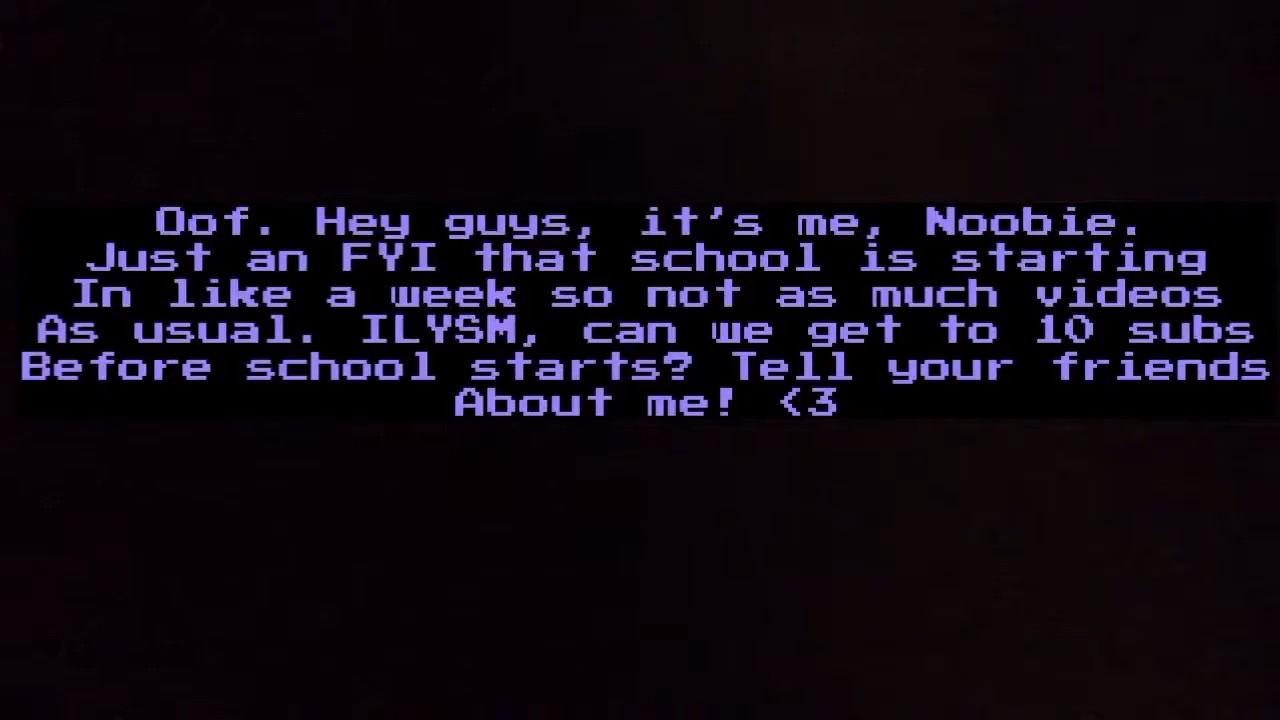 Oof. Hey guys, it's me, Noobie.
Just an FYI that school is starting
In like a week so not as much videos
As usual. ILYSM, can we get to 10 subs
Before school starts? Tell your friends
About me! <3